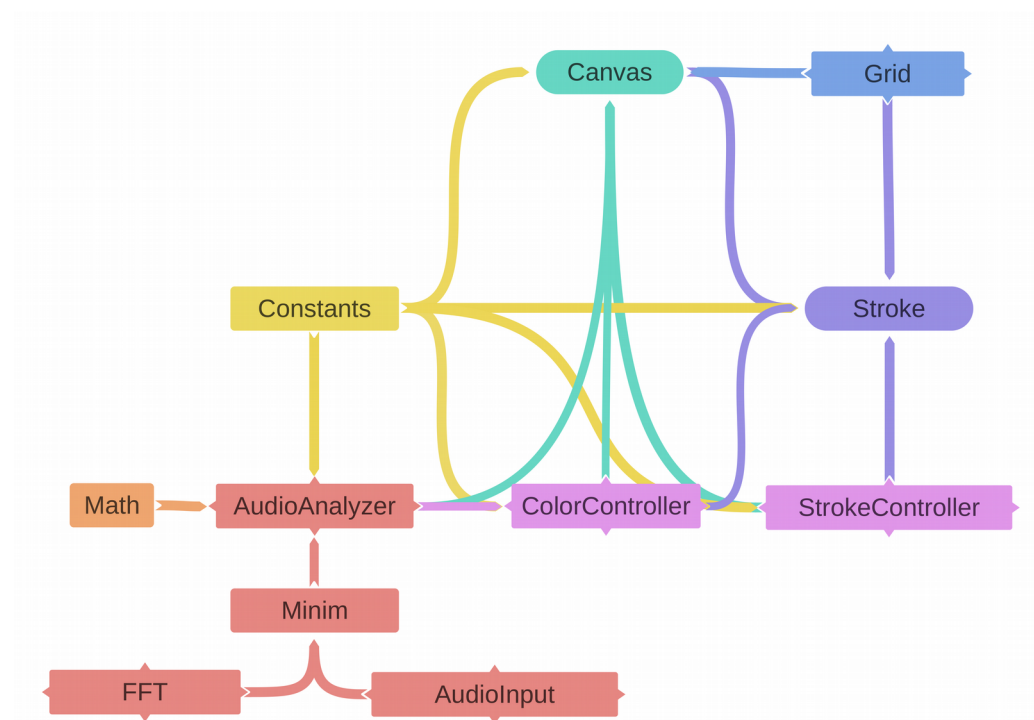 Canvas
Grid
Constants
Stroke
Math
AudioAnalyzer
ColorController
StrokeController
Minim
FFT
AudioInput